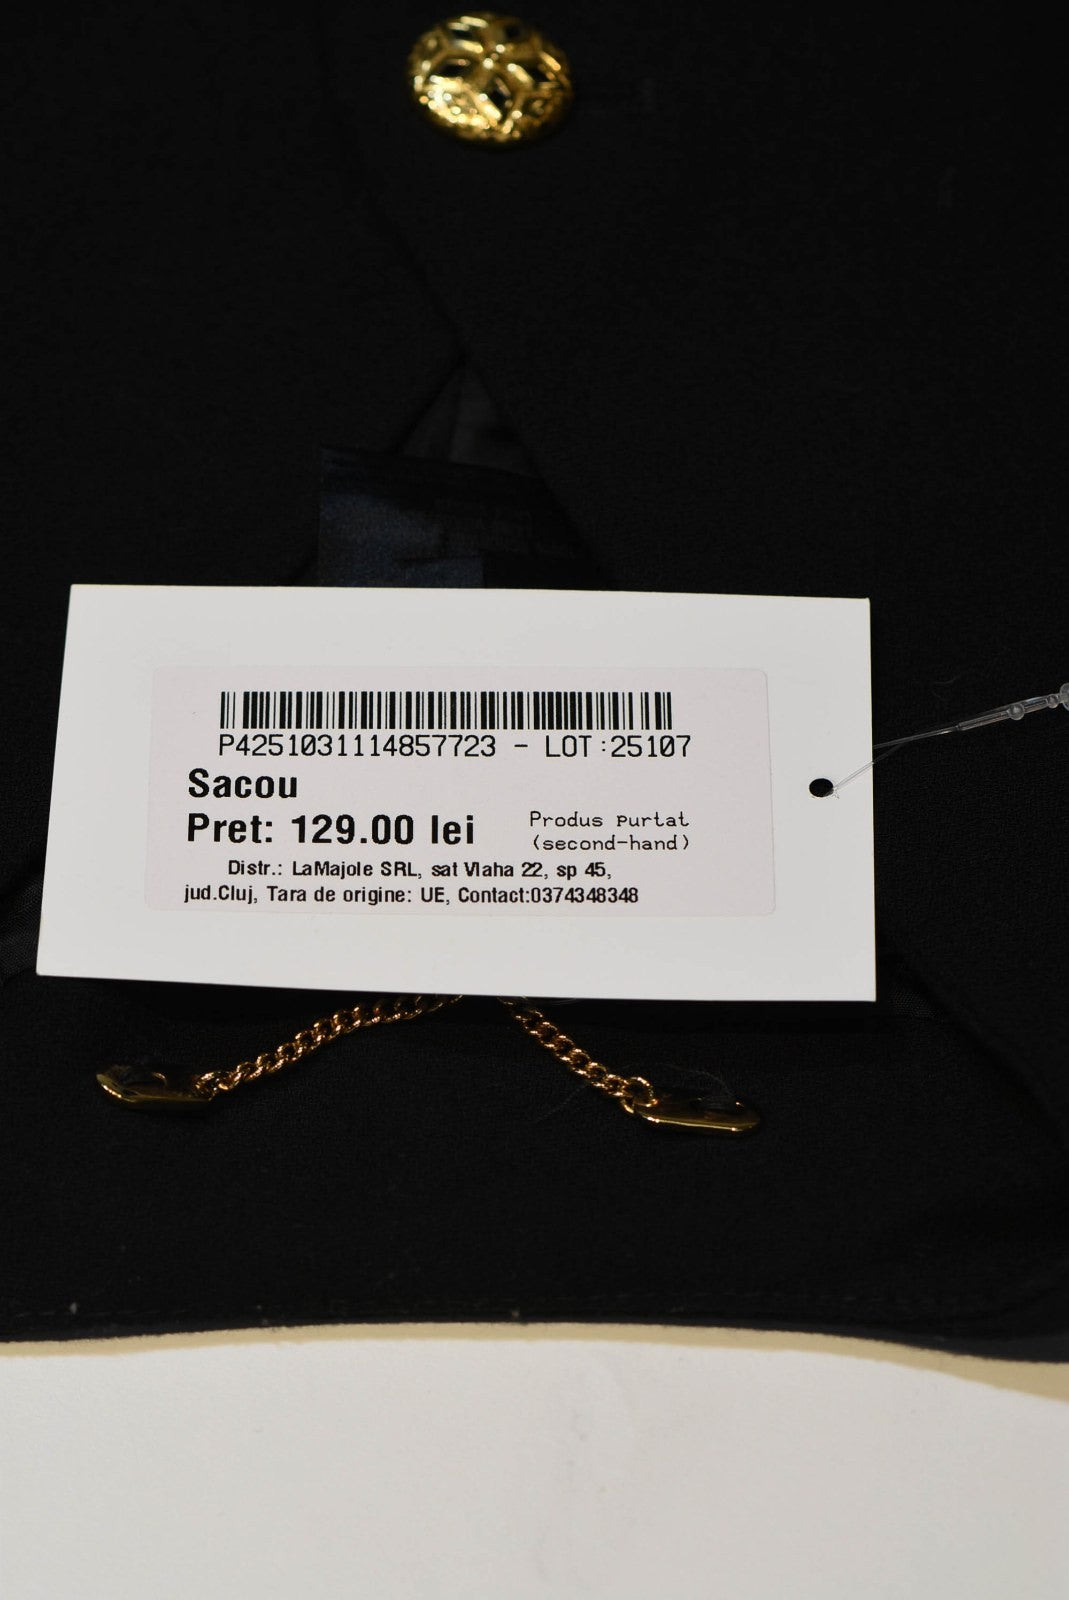 P4251031114857723 - LOT:25107
Sacou
Pret: 129.00 lei
Produs purtat
(second-hand)
Distr.: LaMajole SRL, sat Vlaha 22, sp 45,
jud.Cluj, Tara de origine: UE, Contact:0374348348